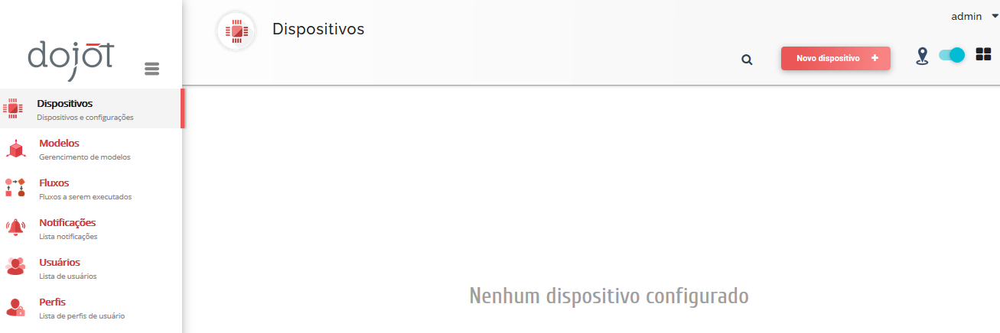 dojot
Dispositivos
Dispositivos e configurações
Modelos
Gerencimento de modelos
Fluxos
Fluxos a serem executados
Notificações
Lista notificações
Usuários
Lista de usuários
Perfis
Lista de perfis de usuário
Dispositivos
admin
Novo dispositivo +
Nenhum dispositivo configurado